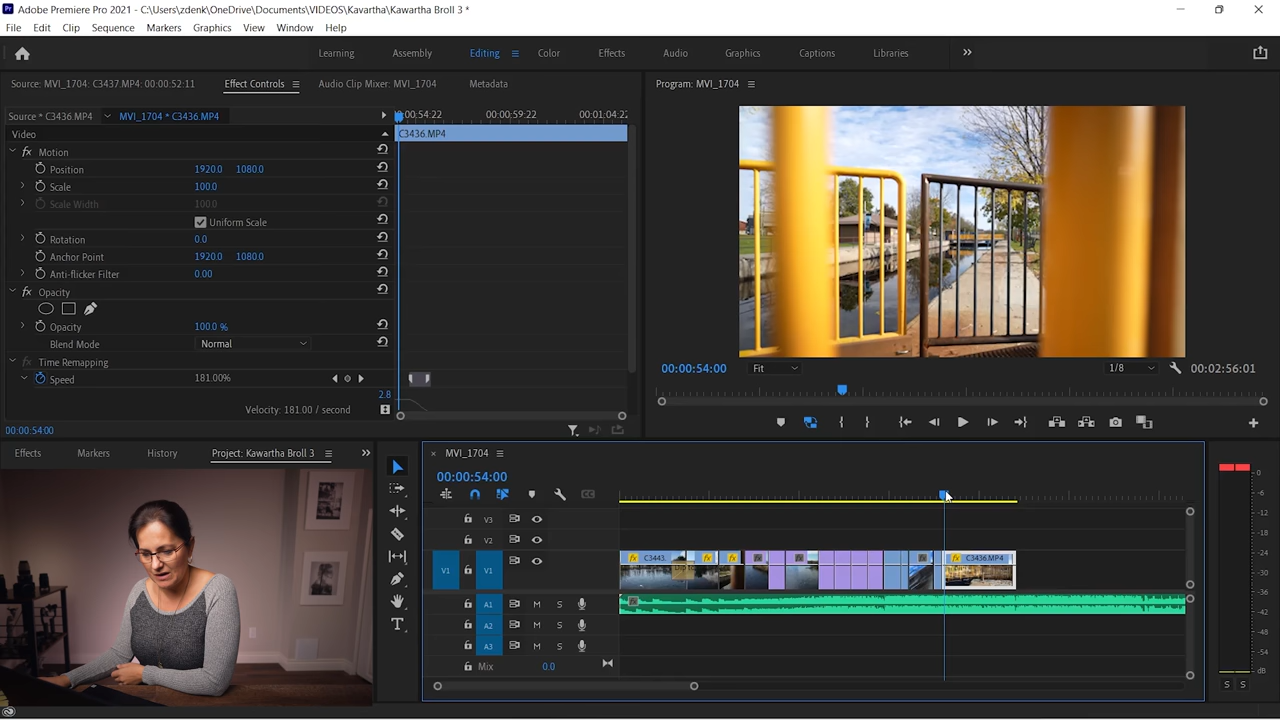 Adobe Premiere Pro 2021 - C:\Users\zdenk\OneDrive\Documents\VIDEOS\Kavartha\Kawartha Broll 3 *
File Edit Clip Sequence Markers Graphics View Window Help
Learning Assembly Editing Color Effects Audio Graphics Captions Libraries
Source: MVI_1704: C3437.MP4: 00:00:52:11 Effect Controls Audio Clip Mixer: MVI_1704 Metadata
Program: MVI_1704
Source * C3436.MP4 MVI_1704 * C3436.MP4
00:54:22 00:00:59:22 00:01:04:22
Video
C3436.MP4
Motion
Position 1920.0 1080.0
Scale 100.0
Scale Width 100.0
Uniform Scale
Rotation 0.0
Anchor Point 1920.0 1080.0
Anti-flicker Filter 0.00
Opacity
Opacity 100.0 %
Blend Mode Normal
Time Remapping
Speed 181.00%
2.8
Velocity: 181.00 / second
00:00:54:00
00:00:54:00 Fit 1/8 00:02:56:01
Effects Markers History Project: Kawartha Broll 3
MVI_1704
00:00:54:00
V3
V2
V1 V1
C3443. C3436.MP4
A1 M S
A2 M S
A3 M S
Mix 0.0
0
-6
-12
-18
-24
-30
-36
-42
-48
-54
dB
S S